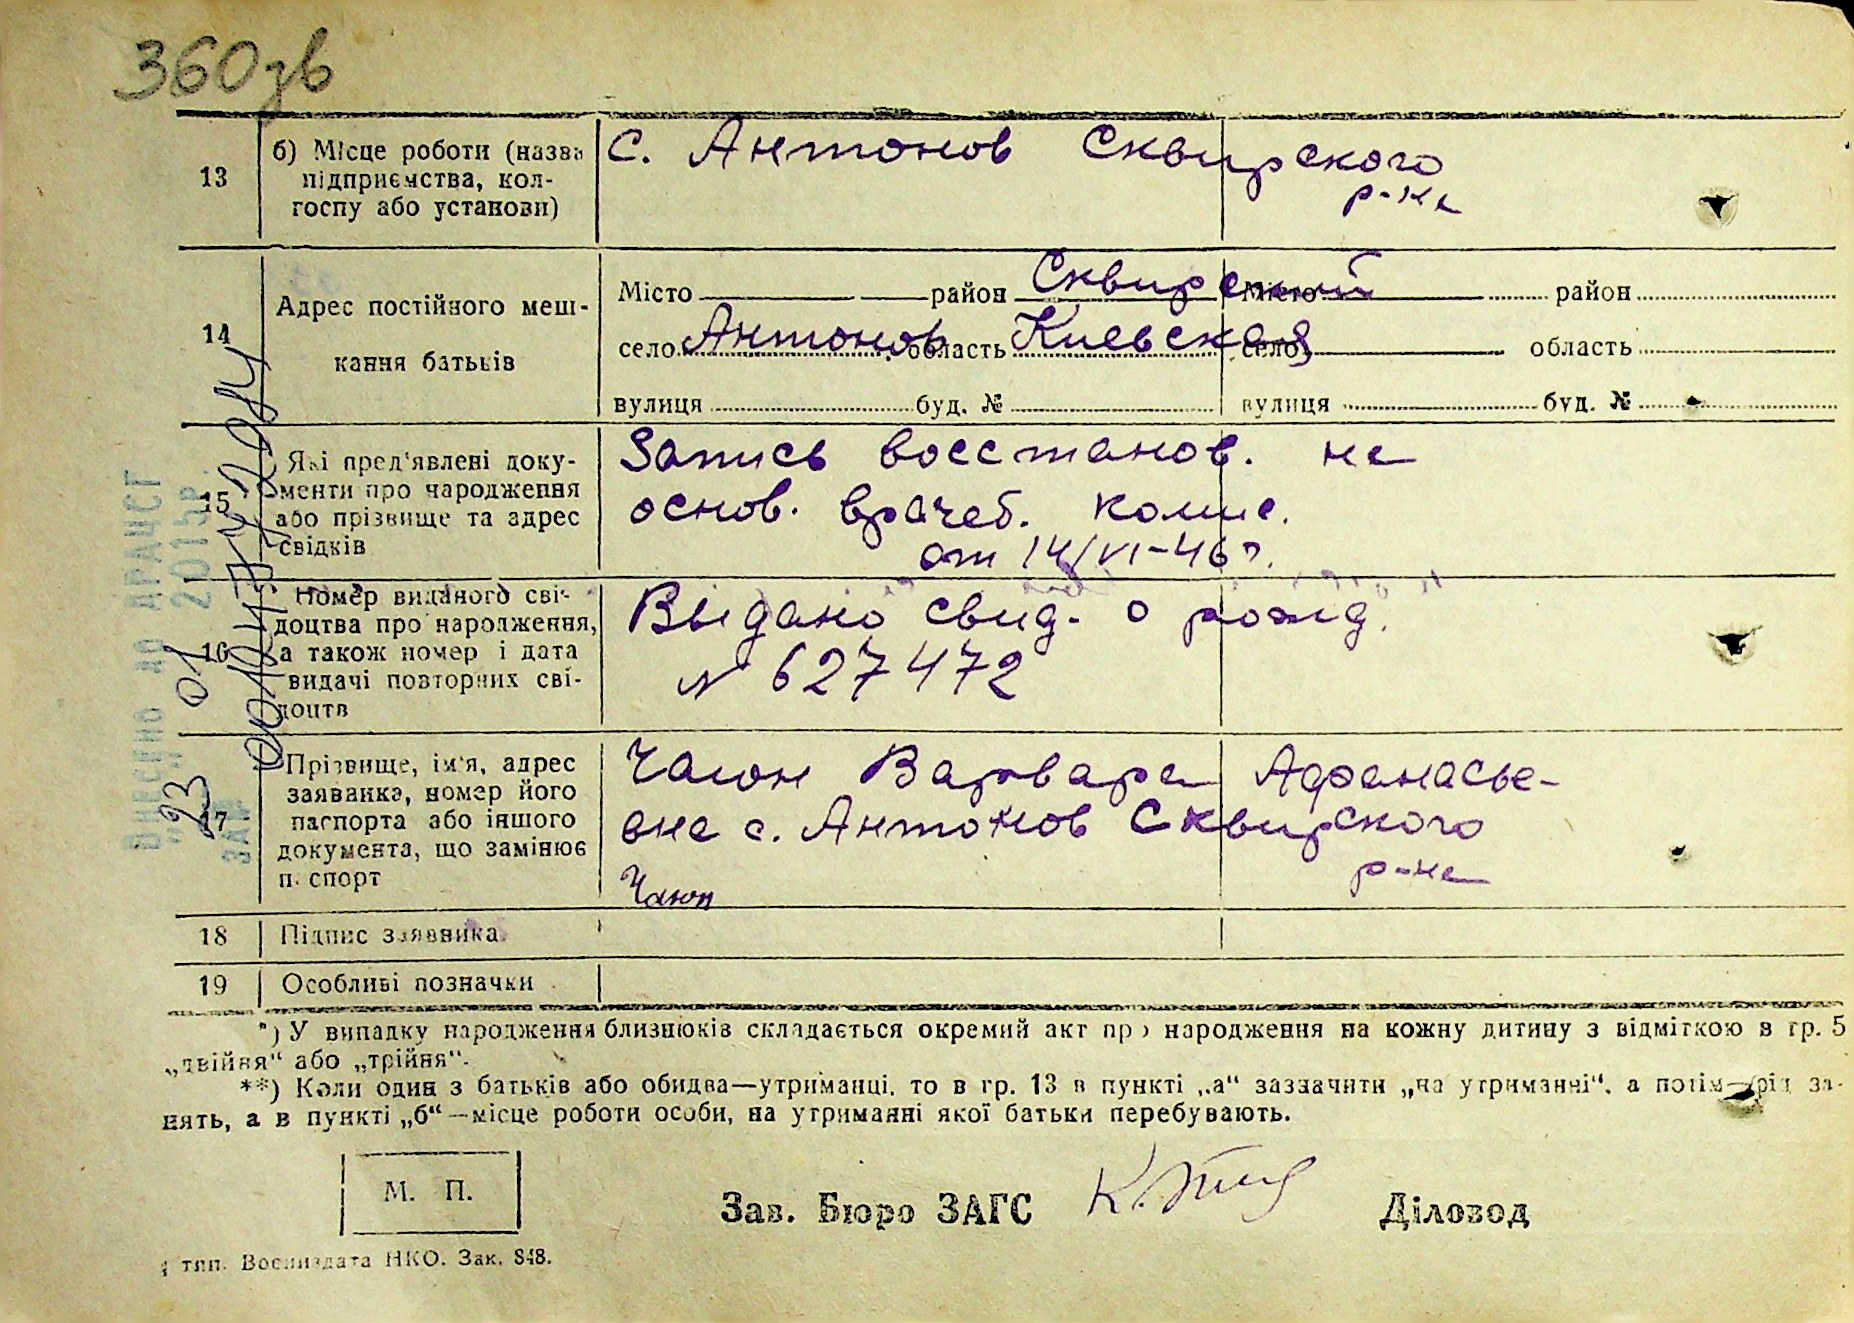 360зв
13 б) Місце роботи (назва підприємства, кол-госпу або установи)
с. Антонов Сквирского
р-на
14 Адрес постійного меш-
кання батьків
Місто район Сквирский Місто район
село Антонов область Киевская село область
вулиця буд. № вулиця буд. №
15 Які пред'явлені доку-
менти про народження
або прізвище та адрес
свідків
Запись восстанов. на
основ. врачеб. комис.
от 14/VI-46 г.
16 Номер виданого сві-
доцтва про народження,
а також номер і дата
видачі повторних сві-
доцтв
Выдано свид. о рожд.
№ 627472
17 Прізвище, ім'я, адрес
заявника, номер його
паспорта або іншого
документа, що замінює
паспорт
Чаюн Варвара Афанасье-
вна с. Антонов Сквирского
р-на
Чаюн
18 Підпис заявника
19 Особливі позначки
*) У випадку народження близнюків складається окремий акт про народження на кожну дитину з відміткою в гр. 5
„двійня“ або „трійня“.
**) Коли один з батьків або обидва—утриманці, то в гр. 13 в пункті „а“ зазначити „на утриманні“, а потім—рід за-
нять, а в пункті „б“—місце роботи особи, на утриманні якої батьки перебувають.
М. П.
Зав. Бюро ЗАГС Діловод
тип. Воениздата НКО. Зак. 848.
ВНЕСЕНО ДО ДРАЦСГ
23 01 2015р.